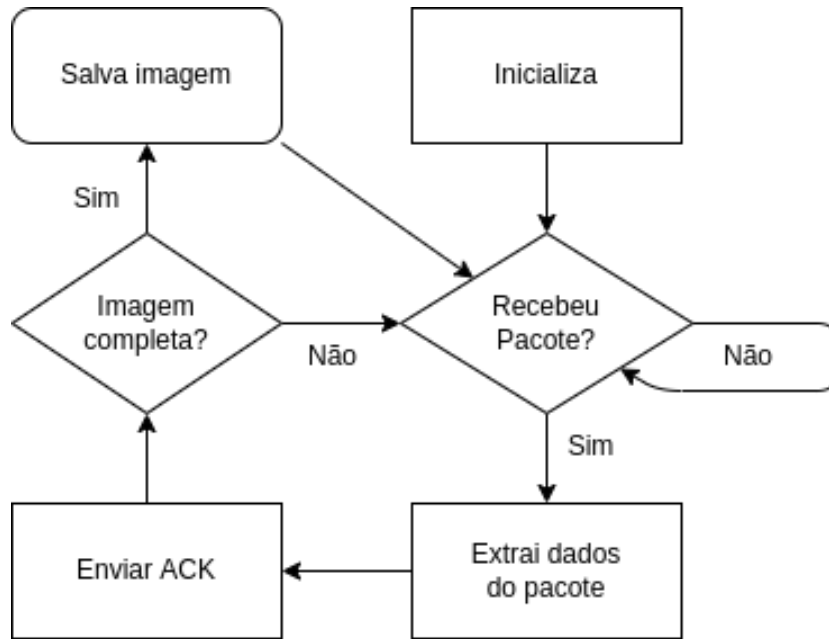 Salva imagem
Inicializa
Sim
Imagem
completa?
Não
Recebeu
Pacote?
Não
Sim
Enviar ACK
Extrai dados
do pacote